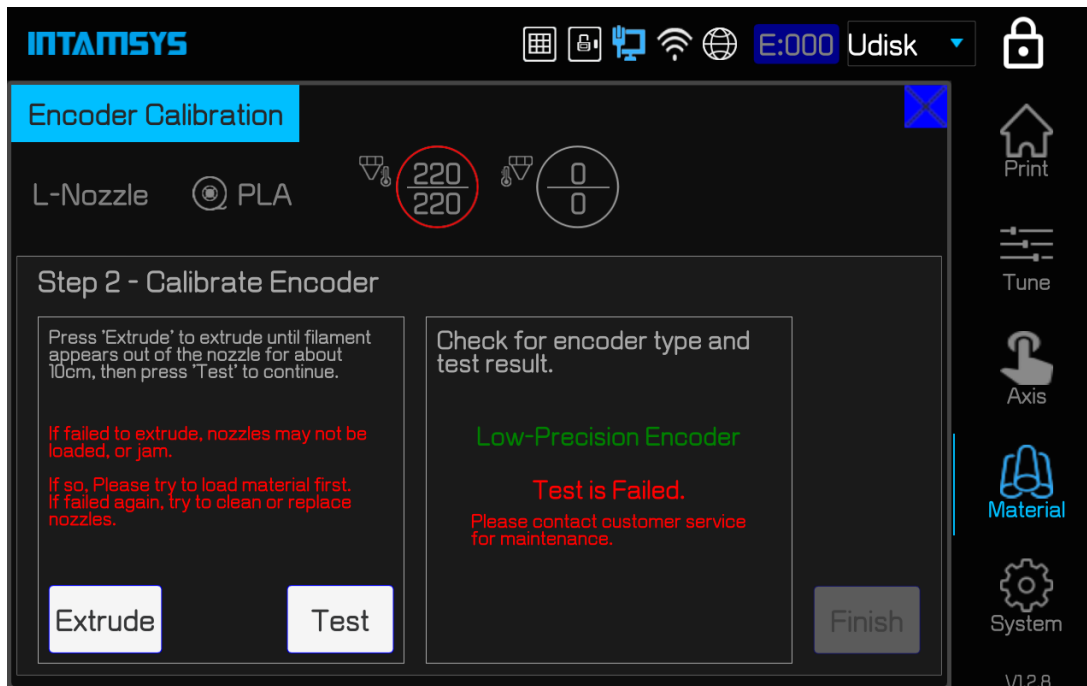 INTAMSYS
E:000 Udisk
Encoder Calibration
L-Nozzle PLA 220 0
220 0
Step 2 - Calibrate Encoder
Press 'Extrude' to extrude until filament
appears out of the nozzle for about
10cm, then press 'Test' to continue.
If failed to extrude, nozzles may not be
loaded, or jam.
If so, Please try to load material first.
If failed again, try to clean or replace
nozzles.
Extrude
Test
Check for encoder type and
test result.
Low-Precision Encoder
Test is Failed.
Please contact customer service
for maintenance.
Finish
Print
Tune
Axis
Material
System
V1.2.8